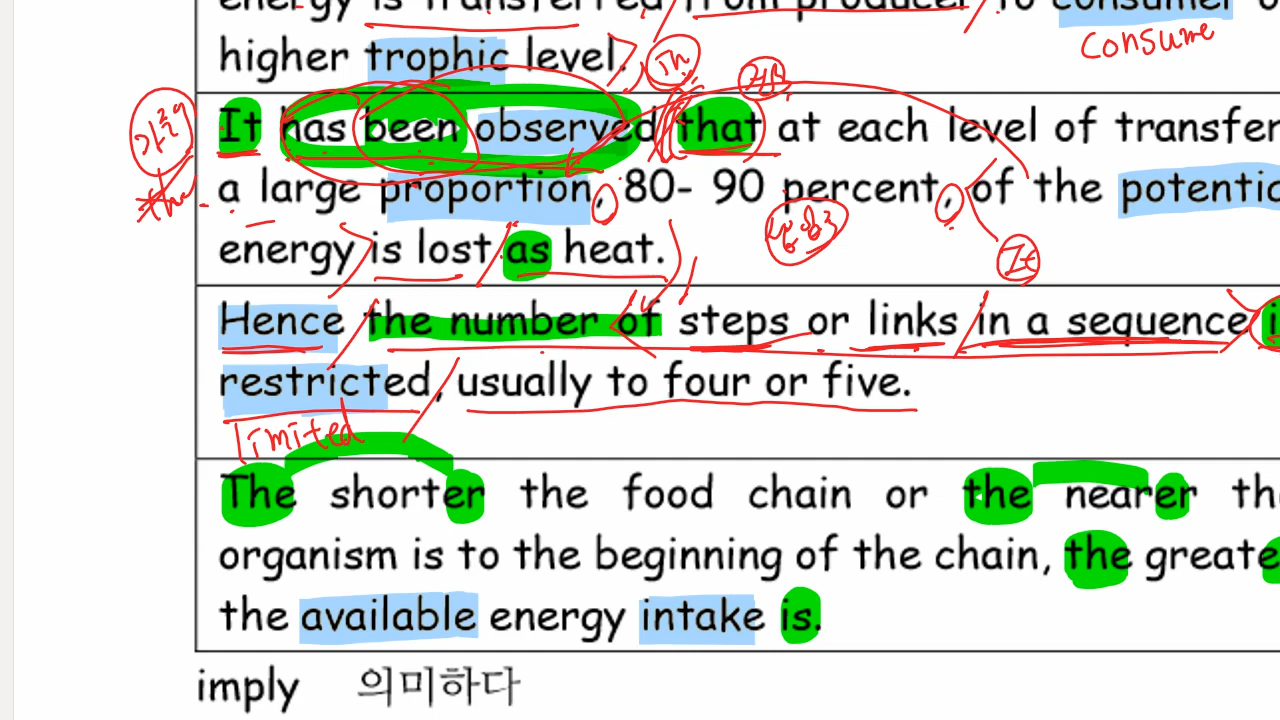 energy is transferred from producer to consumer
consume
higher trophic level.
It has been observed that at each level of transfer
a large proportion, 80- 90 percent, of the
energy is lost as heat.
Hence the number of steps or links in a sequence
restricted, usually to four or five.
limited
The shorter the food chain or the nearer
organism is to the beginning of the chain, the
the available energy intake is.
imply 의미하다